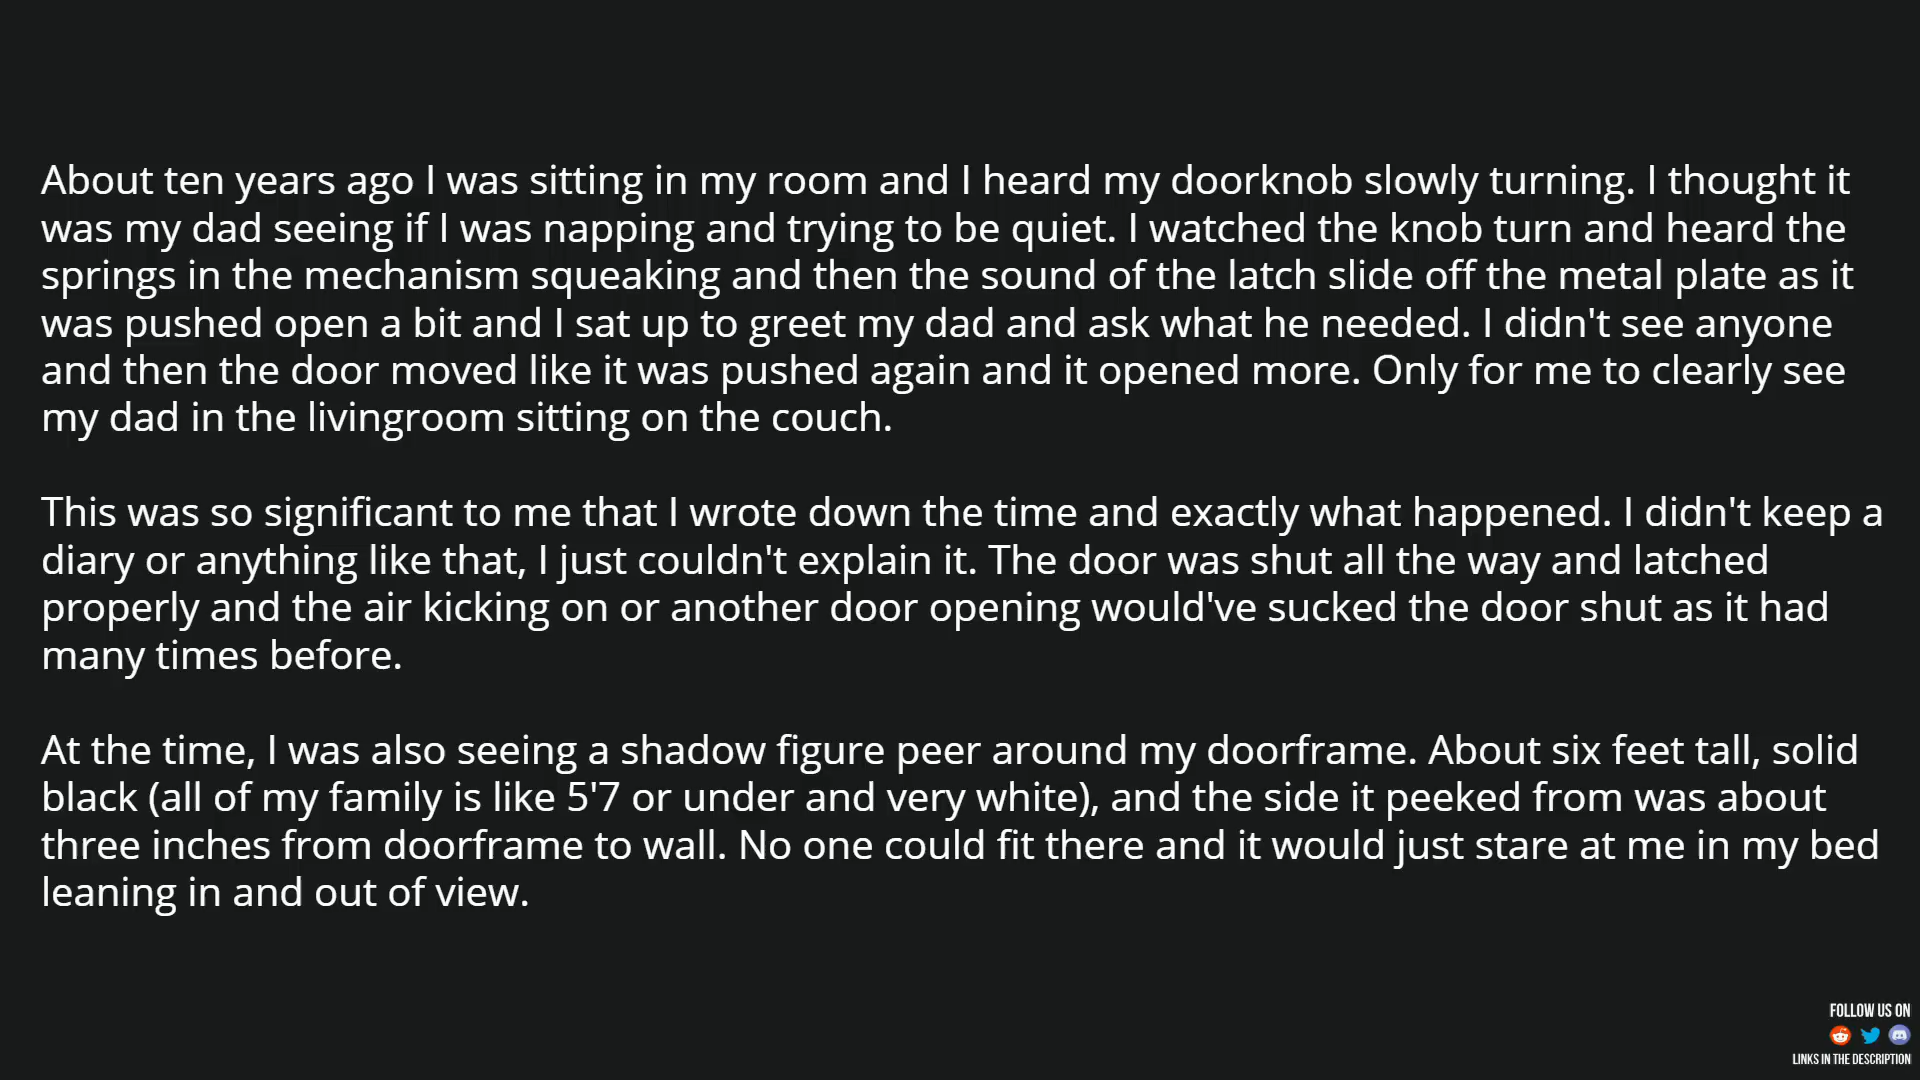 About ten years ago I was sitting in my room and I heard my doorknob slowly turning. I thought it
was my dad seeing if I was napping and trying to be quiet. I watched the knob turn and heard the
springs in the mechanism squeaking and then the sound of the latch slide off the metal plate as it
was pushed open a bit and I sat up to greet my dad and ask what he needed. I didn't see anyone
and then the door moved like it was pushed again and it opened more. Only for me to clearly see
my dad in the livingroom sitting on the couch.
This was so significant to me that I wrote down the time and exactly what happened. I didn't keep a
diary or anything like that, I just couldn't explain it. The door was shut all the way and latched
properly and the air kicking on or another door opening would've sucked the door shut as it had
many times before.
At the time, I was also seeing a shadow figure peer around my doorframe. About six feet tall, solid
black (all of my family is like 5'7 or under and very white), and the side it peeked from was about
three inches from doorframe to wall. No one could fit there and it would just stare at me in my bed
leaning in and out of view.
FOLLOW US ON
LINKS IN THE DESCRIPTION